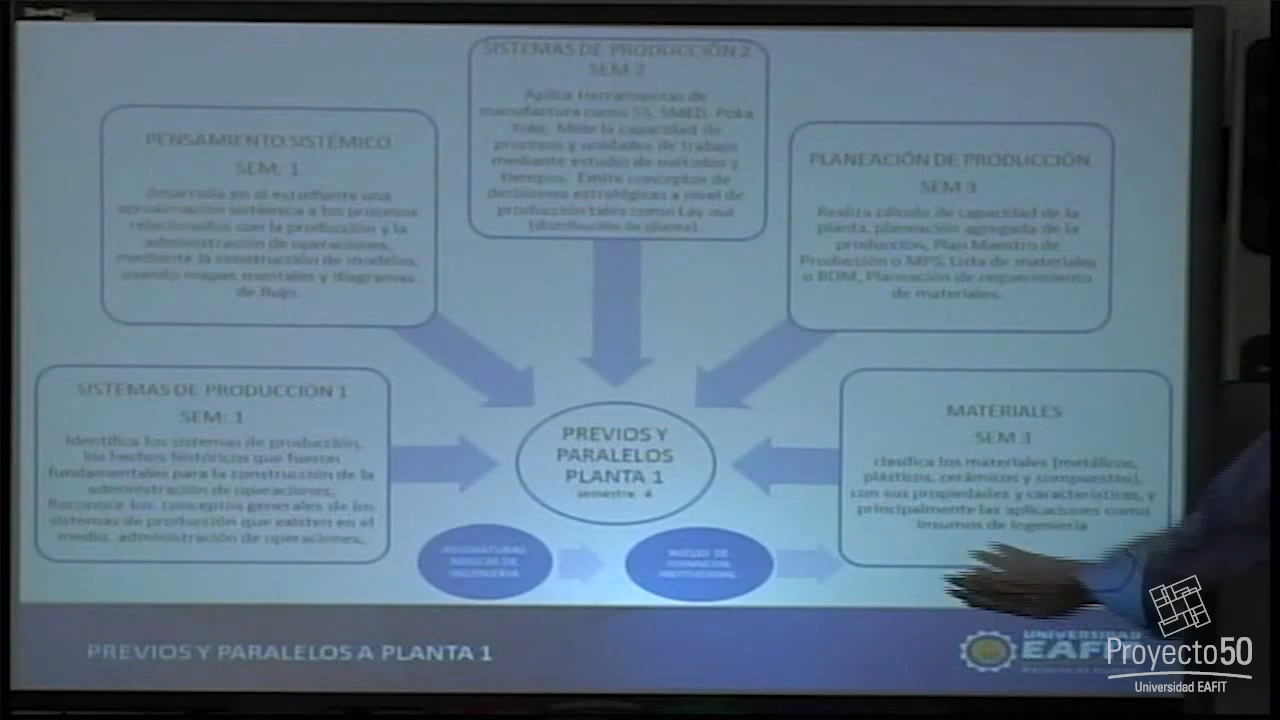 SISTEMAS DE PRODUCCIÓN 2
SEM 2
Aplica Herramientas de
manufactura como 5S, SMED, Poka
Yoke, Mide la capacidad de
procesos y unidades de trabajo
mediante estudio de métodos y
tiempos. Emite conceptos de
decisiones estratégicas a nivel de
producción tales como Lay out
(distribución de planta).
PENSAMIENTO SISTÉMICO
SEM: 1
desarrolla en el estudiante una
aproximación sistémica a los procesos
relacionados con la producción y la
administración de operaciones,
mediante la construcción de modelos,
usando mapas mentales y diagramas
de flujo.
PLANEACIÓN DE PRODUCCIÓN
SEM 3
Realiza cálculo de capacidad de la
planta, planeación agregada de la
producción, Plan Maestro de
Producción o MPS, Lista de materiales
o BOM, Planeación de requerimiento
de materiales.
SISTEMAS DE PRODUCCIÓN 1
SEM: 1
Identifica los sistemas de producción,
los hechos históricos que fueron
fundamentales para la construcción de la
administración de operaciones,
Reconoce los conceptos generales de los
sistemas de producción que existen en el
medio, administración de operaciones,
PREVIOS Y
PARALELOS
PLANTA 1
semestre 4
MATERIALES
SEM 3
clasifica los materiales (metálicos,
plásticos, cerámicos y compuestos),
con sus propiedades y características, y
principalmente las aplicaciones como
insumos de ingeniería
ASIGNATURAS
BÁSICAS DE
INGENIERÍA
NÚCLEO DE
FORMACIÓN
INSTITUCIONAL
PREVIOS Y PARALELOS A PLANTA 1
UNIVERSIDAD
EAFIT
Proyecto50
Universidad EAFIT